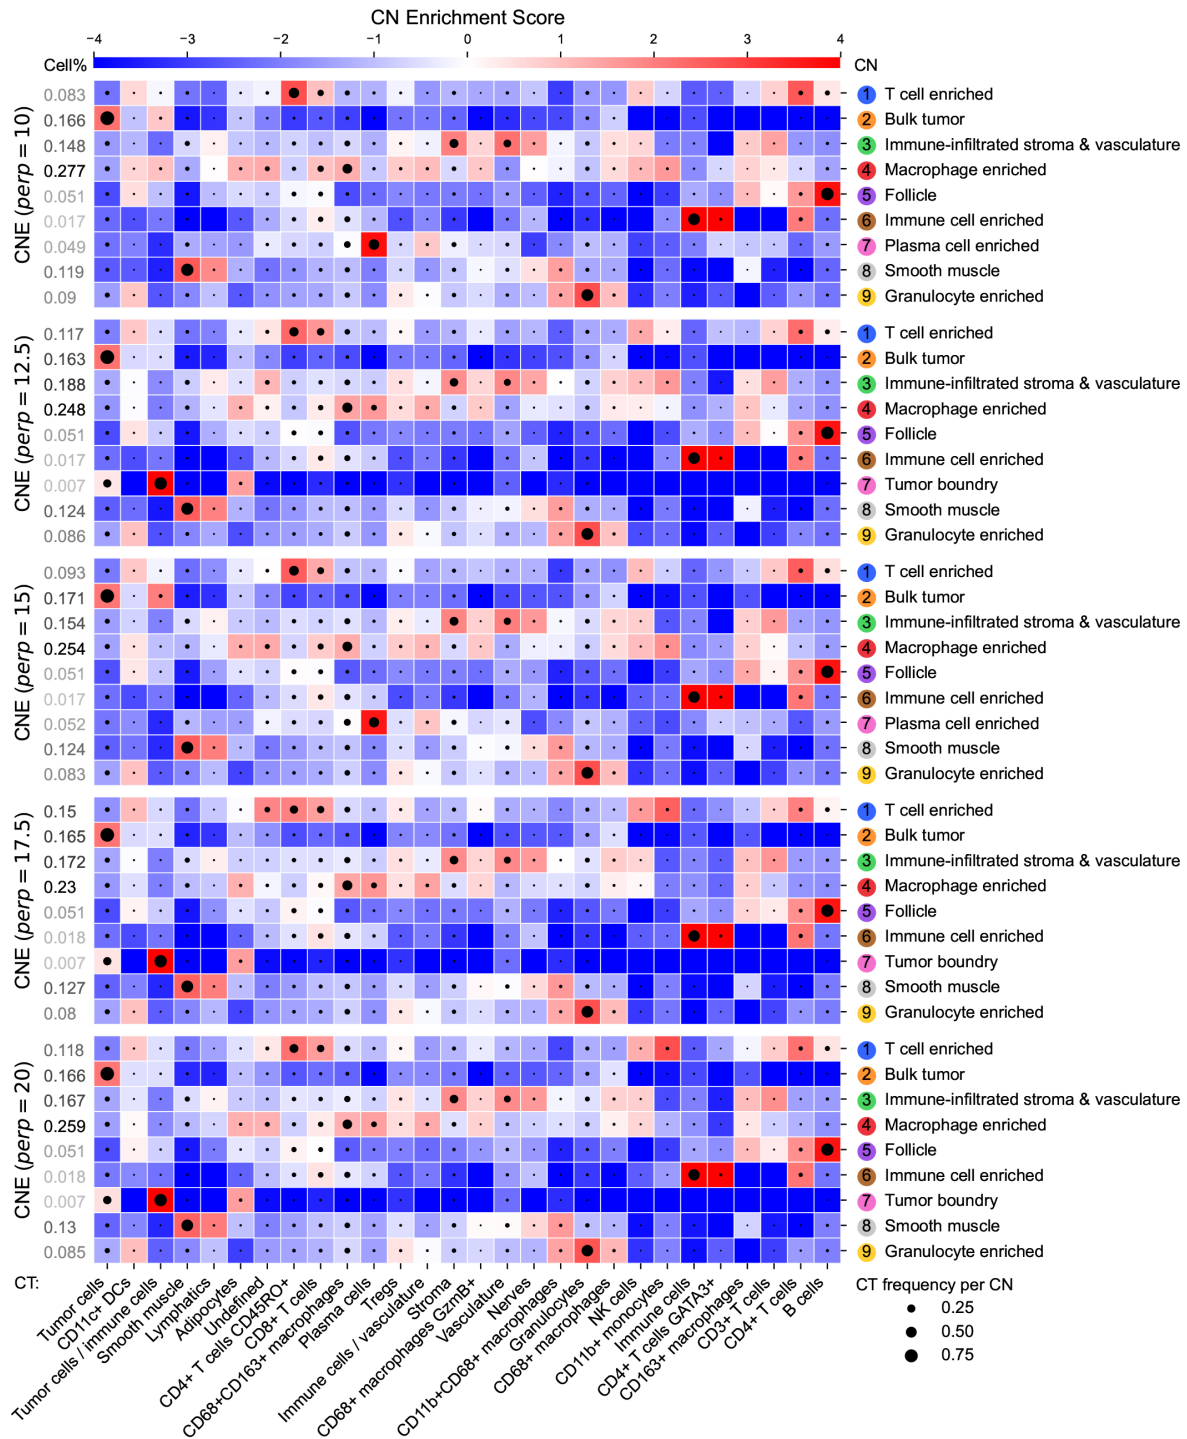 CN Enrichment Score
−4 −3 −2 −1 0 1 2 3 4
Cell% CN
CNE (perp = 10)
0.083 1 T cell enriched
0.166 2 Bulk tumor
0.148 3 Immune-infiltrated stroma & vasculature
0.277 4 Macrophage enriched
0.051 5 Follicle
0.017 6 Immune cell enriched
0.049 7 Plasma cell enriched
0.119 8 Smooth muscle
0.09 9 Granulocyte enriched
CNE (perp = 12.5)
0.117 1 T cell enriched
0.163 2 Bulk tumor
0.188 3 Immune-infiltrated stroma & vasculature
0.248 4 Macrophage enriched
0.051 5 Follicle
0.017 6 Immune cell enriched
0.007 7 Tumor boundry
0.124 8 Smooth muscle
0.086 9 Granulocyte enriched
CNE (perp = 15)
0.093 1 T cell enriched
0.171 2 Bulk tumor
0.154 3 Immune-infiltrated stroma & vasculature
0.254 4 Macrophage enriched
0.051 5 Follicle
0.017 6 Immune cell enriched
0.052 7 Plasma cell enriched
0.124 8 Smooth muscle
0.083 9 Granulocyte enriched
CNE (perp = 17.5)
0.15 1 T cell enriched
0.165 2 Bulk tumor
0.172 3 Immune-infiltrated stroma & vasculature
0.23 4 Macrophage enriched
0.051 5 Follicle
0.018 6 Immune cell enriched
0.007 7 Tumor boundry
0.127 8 Smooth muscle
0.08 9 Granulocyte enriched
CNE (perp = 20)
0.118 1 T cell enriched
0.166 2 Bulk tumor
0.167 3 Immune-infiltrated stroma & vasculature
0.259 4 Macrophage enriched
0.051 5 Follicle
0.018 6 Immune cell enriched
0.007 7 Tumor boundry
0.13 8 Smooth muscle
0.085 9 Granulocyte enriched
CT:
Tumor cells
CD11c+ DCs
Tumor cells / immune cells
Smooth muscle
Lymphatics
Adipocytes
Undefined
CD4+ T cells CD45RO+
CD8+ T cells
CD68+CD163+ macrophages
Plasma cells
Tregs
Immune cells / vasculature
Stroma
CD68+ macrophages GzmB+
Vasculature
Nerves
CD11b+CD68+ macrophages
Granulocytes
CD68+ macrophages
NK cells
CD11b+ monocytes
Immune cells
CD4+ T cells GATA3+
CD163+ macrophages
CD3+ T cells
CD4+ T cells
B cells
CT frequency per CN
0.25
0.50
0.75